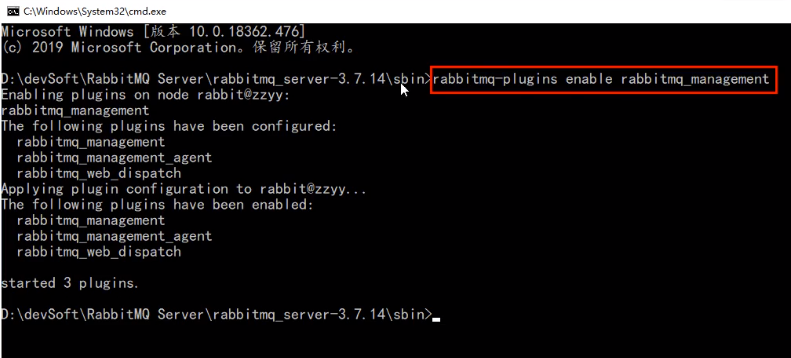 C:\Windows\System32\cmd.exe
Microsoft Windows [版本 10.0.18362.476]
(c) 2019 Microsoft Corporation。保留所有权利。
D:\devSoft\RabbitMQ Server\rabbitmq_server-3.7.14\sbin>rabbitmq-plugins enable rabbitmq_management
Enabling plugins on node rabbit@zzyy:
rabbitmq_management
The following plugins have been configured:
  rabbitmq_management
  rabbitmq_management_agent
  rabbitmq_web_dispatch
Applying plugin configuration to rabbit@zzyy...
The following plugins have been enabled:
  rabbitmq_management
  rabbitmq_management_agent
  rabbitmq_web_dispatch
started 3 plugins.
D:\devSoft\RabbitMQ Server\rabbitmq_server-3.7.14\sbin>